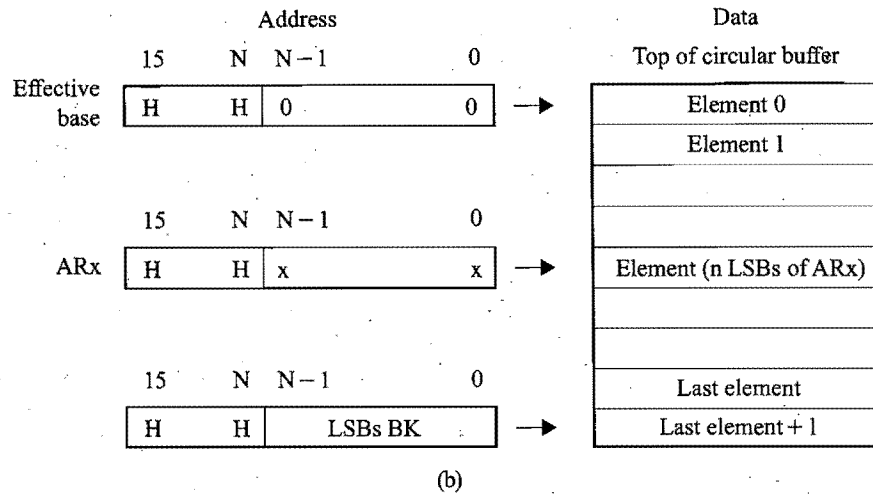 Address Data
15 N N−1 0 Top of circular buffer
Effective base H H 0 0 Element 0
Element 1
15 N N−1 0
ARx H H x x Element (n LSBs of ARx)
15 N N−1 0 Last element
H H LSBs BK Last element + 1
(b)